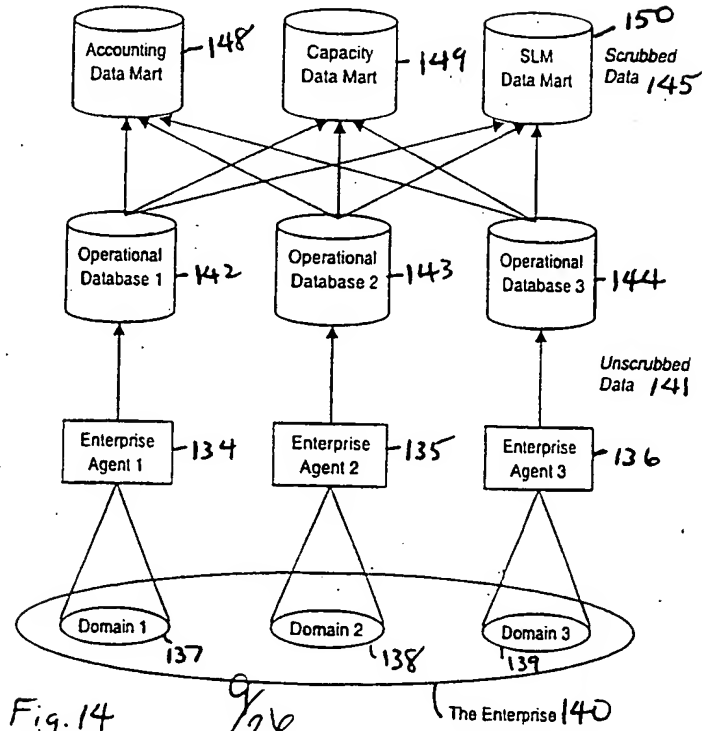 Accounting
Data Mart
148
Capacity
Data Mart
149
SLM
Data Mart
150
Scrubbed
Data 145
Operational
Database 1
142
Operational
Database 2
143
Operational
Database 3
144
Unscrubbed
Data 141
Enterprise
Agent 1
134
Enterprise
Agent 2
135
Enterprise
Agent 3
136
Domain 1
137
Domain 2
138
Domain 3
139
Fig. 14
9/26
The Enterprise 140